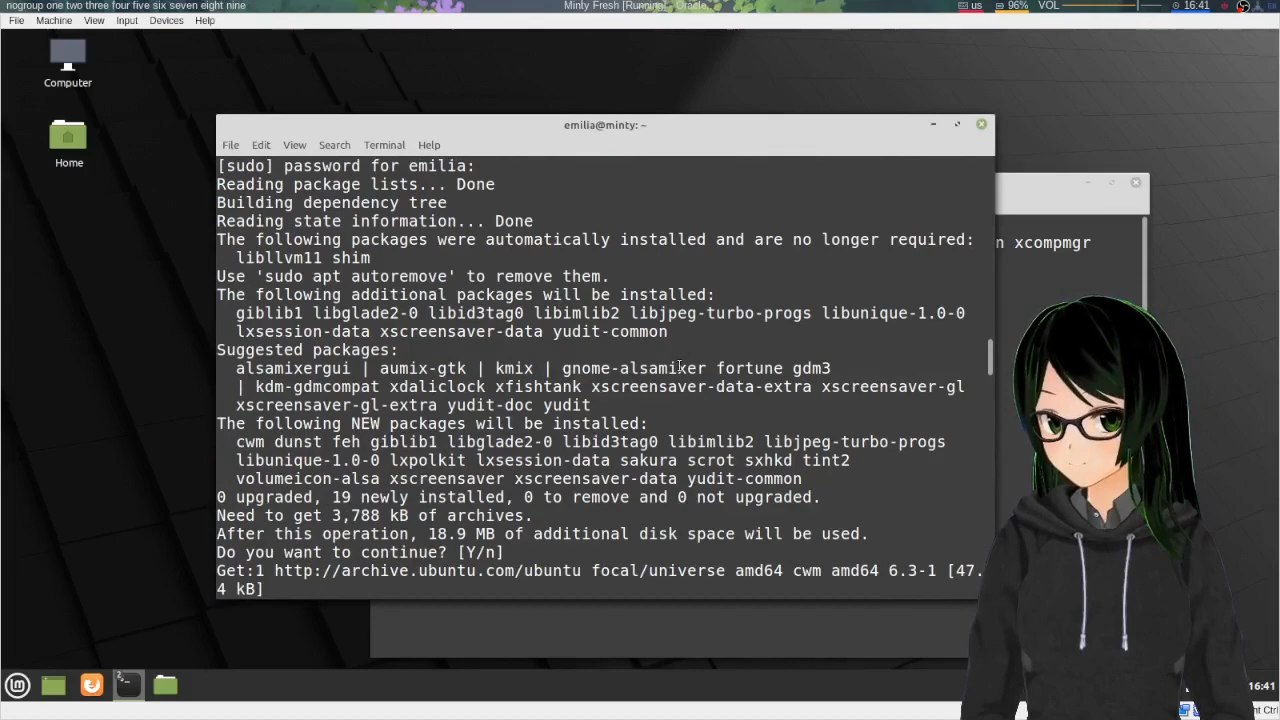 nogroup one two three four five six seven eight nine
Minty Fresh [Running] - Oracle
us
96%
VOL
16:41
File Machine View Input Devices Help
Computer
Home
emilia@minty: ~
File Edit View Search Terminal Help
[sudo] password for emilia:
Reading package lists... Done
Building dependency tree
Reading state information... Done
The following packages were automatically installed and are no longer required:
libllvm11 shim
Use 'sudo apt autoremove' to remove them.
The following additional packages will be installed:
giblib1 libglade2-0 libid3tag0 libimlib2 libjpeg-turbo-progs libunique-1.0-0
lxsession-data xscreensaver-data yudit-common
Suggested packages:
alsamixergui | aumix-gtk | kmix | gnome-alsamixer fortune gdm3
| kdm-gdmcompat xdaliclock xfishtank xscreensaver-data-extra xscreensaver-gl
xscreensaver-gl-extra yudit-doc yudit
The following NEW packages will be installed:
cwm dunst feh giblib1 libglade2-0 libid3tag0 libimlib2 libjpeg-turbo-progs
libunique-1.0-0 lxpolkit lxsession-data sakura scrot sxhkd tint2
volumeicon-alsa xscreensaver xscreensaver-data yudit-common
0 upgraded, 19 newly installed, 0 to remove and 0 not upgraded.
Need to get 3,788 kB of archives.
After this operation, 18.9 MB of additional disk space will be used.
Do you want to continue? [Y/n]
Get:1 http://archive.ubuntu.com/ubuntu focal/universe amd64 cwm amd64 6.3-1 [47.
4 kB]
n xcompmgr
16:41
ht Ctrl